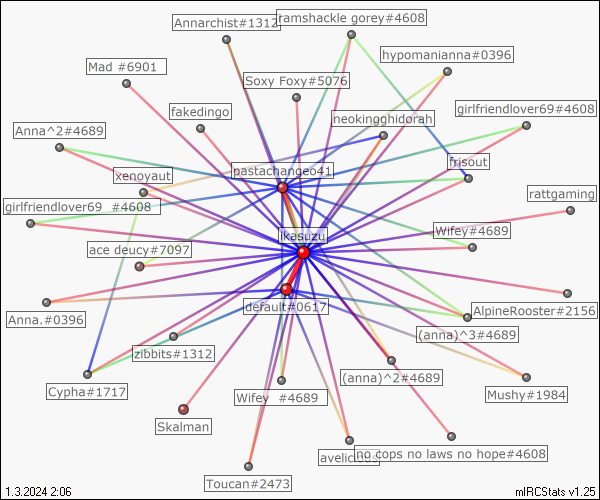 Annarchist#1312
ramshackle gorey#4608
hypomanianna#0396
Mad #6901
Soxy Foxy#5076
girlfriendlover69#4608
fakedingo
neokingghidorah
Anna^2#4689
frisout
xenoyaut
pastachange041
rattgaming
girlfriendlover69 #4608
Wifey#4689
ikasuzu
ace deucy#7097
default#0617
AlpineRooster#2156
Anna.#0396
(anna)^3#4689
zibbits#1312
(anna)^2#4689
Cypha#1717
Mushy#1984
Wifey #4689
Skalman
avelicious
no cops no laws no hope#4608
Toucan#2473
1.3.2024 2:06
mIRCStats v1.25